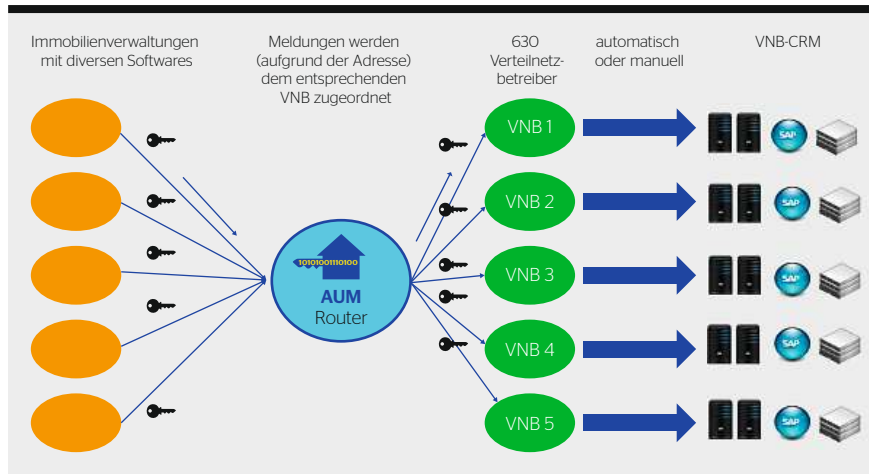 Immobilienverwaltungen
mit diversen Softwares
Meldungen werden
(aufgrund der Adresse)
dem entsprechenden
VNB zugeordnet
630
Verteilnetz-
betreiber
automatisch
oder manuell
VNB-CRM
VNB 1
SAP
VNB 2
SAP
1010100110100
AUM
Router
VNB 3
SAP
VNB 4
SAP
VNB 5
SAP